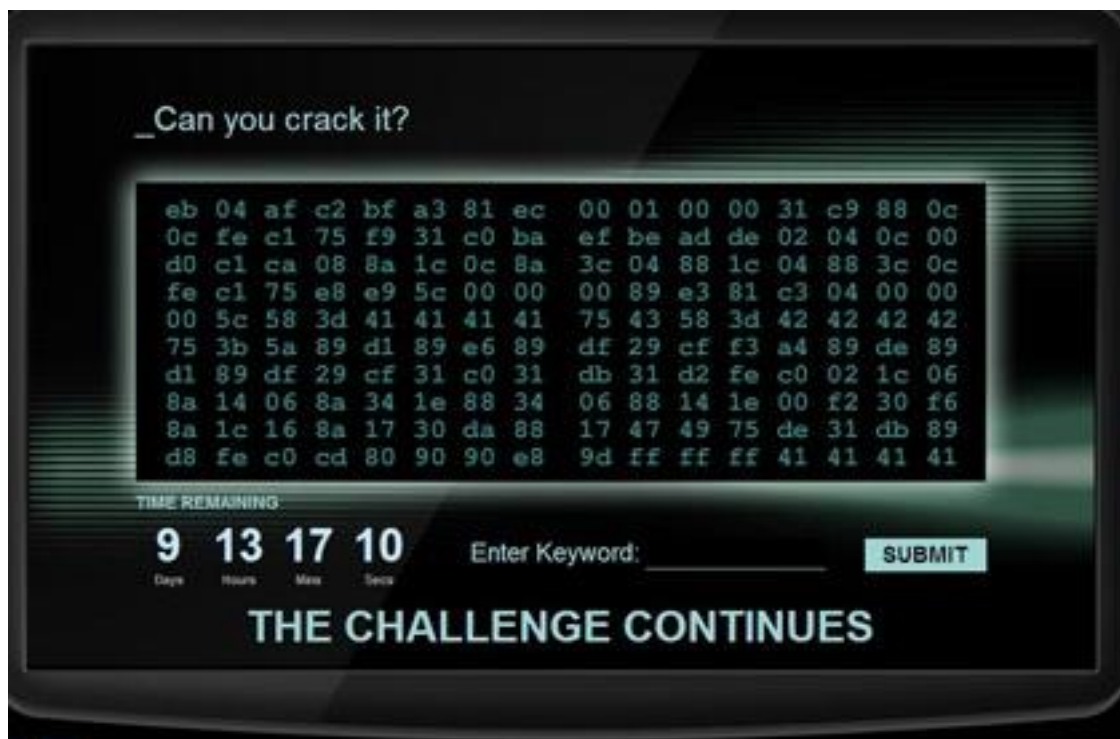 _Can you crack it?
eb 04 af c2 bf a3 81 ec 00 01 00 00 31 c9 88 0c
0c fe c1 75 f9 31 c0 ba ef be ad de 02 04 0c 00
d0 c1 ca 08 8a 1c 0c 8a 3c 04 88 1c 04 88 3c 0c
fe c1 75 e8 e9 5c 00 00 00 89 e3 81 c3 04 00 00
00 5c 58 3d 41 41 41 41 75 43 58 3d 42 42 42 42
75 3b 5a 89 d1 89 e6 89 df 29 cf f3 a4 89 de 89
d1 89 df 29 cf 31 c0 31 db 31 d2 fe c0 02 1c 06
8a 14 06 8a 34 1e 88 34 06 88 14 1e 00 f2 30 f6
8a 1c 16 8a 17 30 da 88 17 47 49 75 de 31 db 89
d8 fe c0 cd 80 90 90 e8 9d ff ff ff 41 41 41 41
TIME REMAINING
9 13 17 10
Days Hours Mins Secs
Enter Keyword:
SUBMIT
THE CHALLENGE CONTINUES